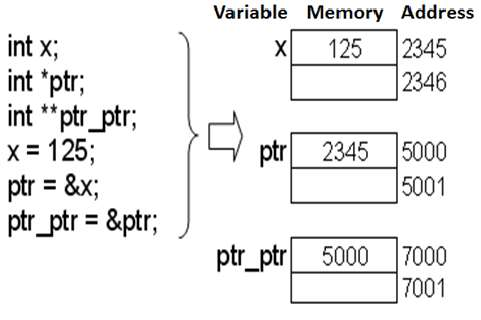 Variable Memory Address
int x;
int *ptr;
int **ptr_ptr;
x = 125;
ptr = &x;
ptr_ptr = &ptr;
x 125 2345
2346
ptr 2345 5000
5001
ptr_ptr 5000 7000
7001